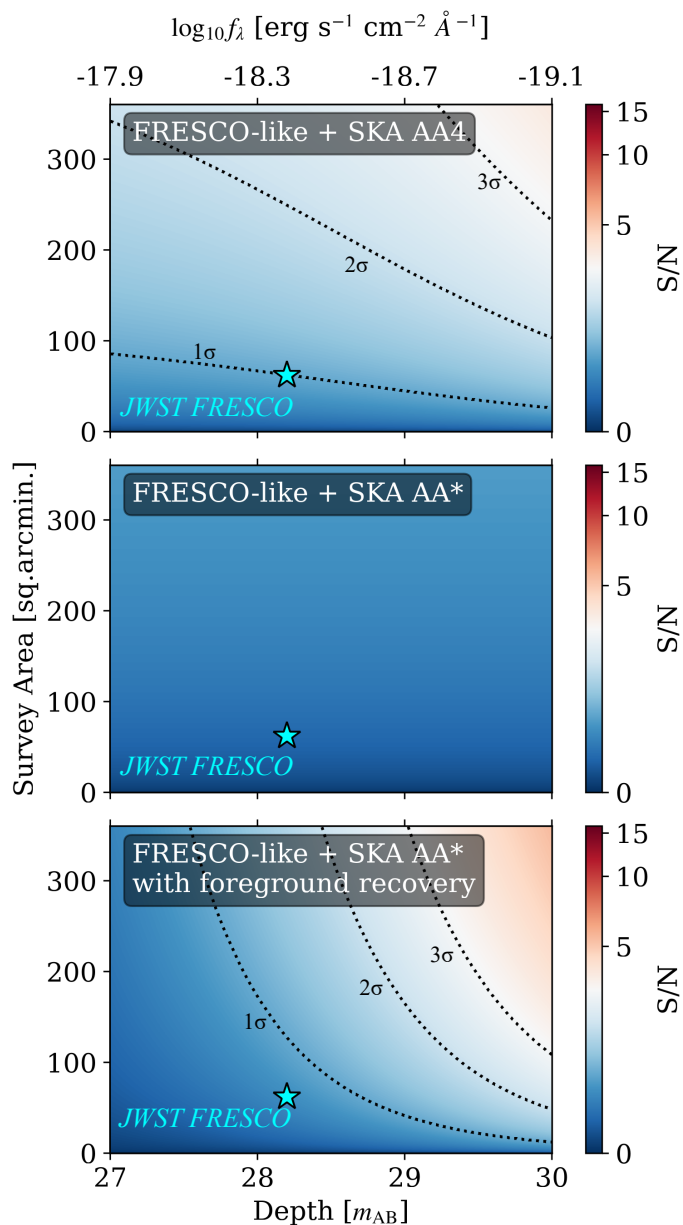 log₁₀f_λ [erg s⁻¹ cm⁻² Å⁻¹]
-17.9 -18.3 -18.7 -19.1
FRESCO-like + SKA AA4
300
200
100
0
1σ
2σ
3σ
JWST FRESCO
15
10
5
0
S/N
Survey Area [sq.arcmin.]
FRESCO-like + SKA AA*
300
200
100
0
JWST FRESCO
15
10
5
0
S/N
FRESCO-like + SKA AA*
with foreground recovery
300
200
100
0
1σ
2σ
3σ
JWST FRESCO
15
10
5
0
S/N
27 28 29 30
Depth [m_AB]